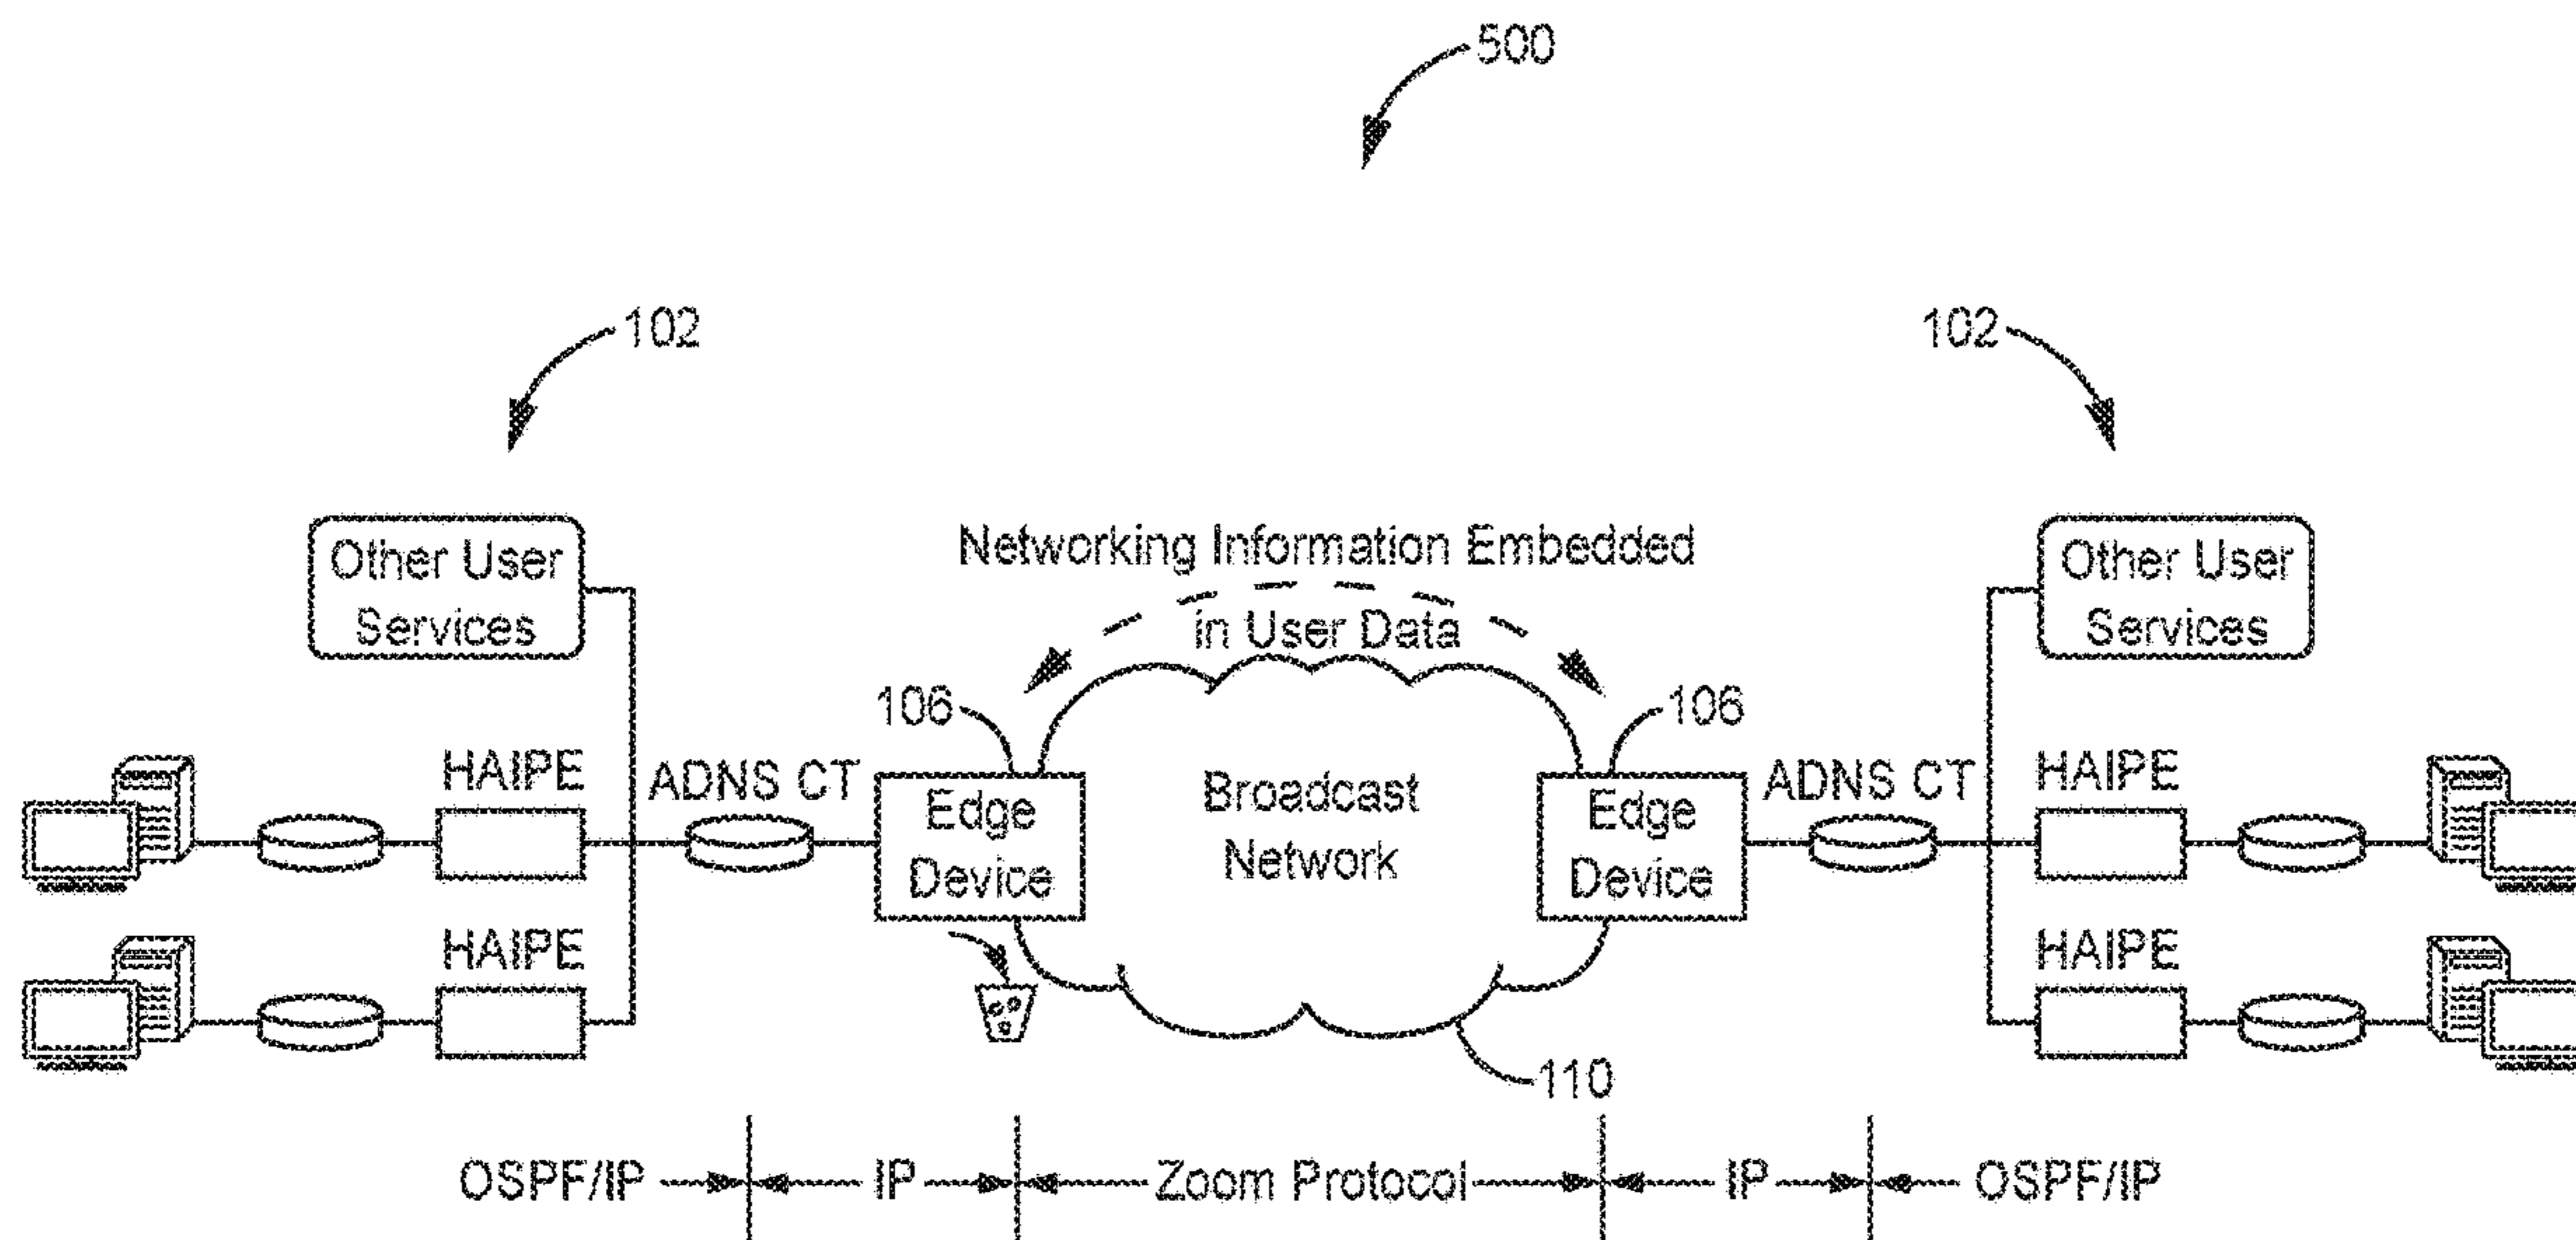 500
102
102
Other User
Services
Networking Information Embedded
in User Data
Other User
Services
106
106
HAIPE
ADNS CT
Edge
Device
Broadcast
Network
Edge
Device
ADNS CT
HAIPE
HAIPE
HAIPE
110
OSPF/IP
IP
Zoom Protocol
IP
OSPF/IP